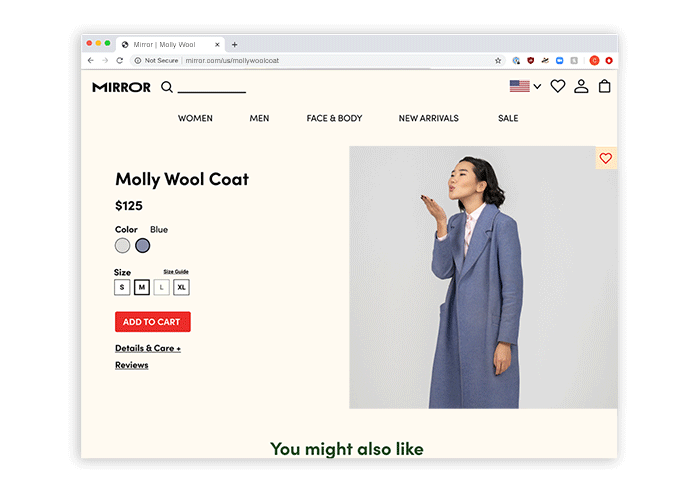 Mirror | Molly Wool
Not Secure | mirror.com/us/mollywoolcoat
MIRROR
WOMEN MEN FACE & BODY NEW ARRIVALS SALE
Molly Wool Coat
$125
Color Blue
Size Size Guide
S M L XL
ADD TO CART
Details & Care +
Reviews
You might also like